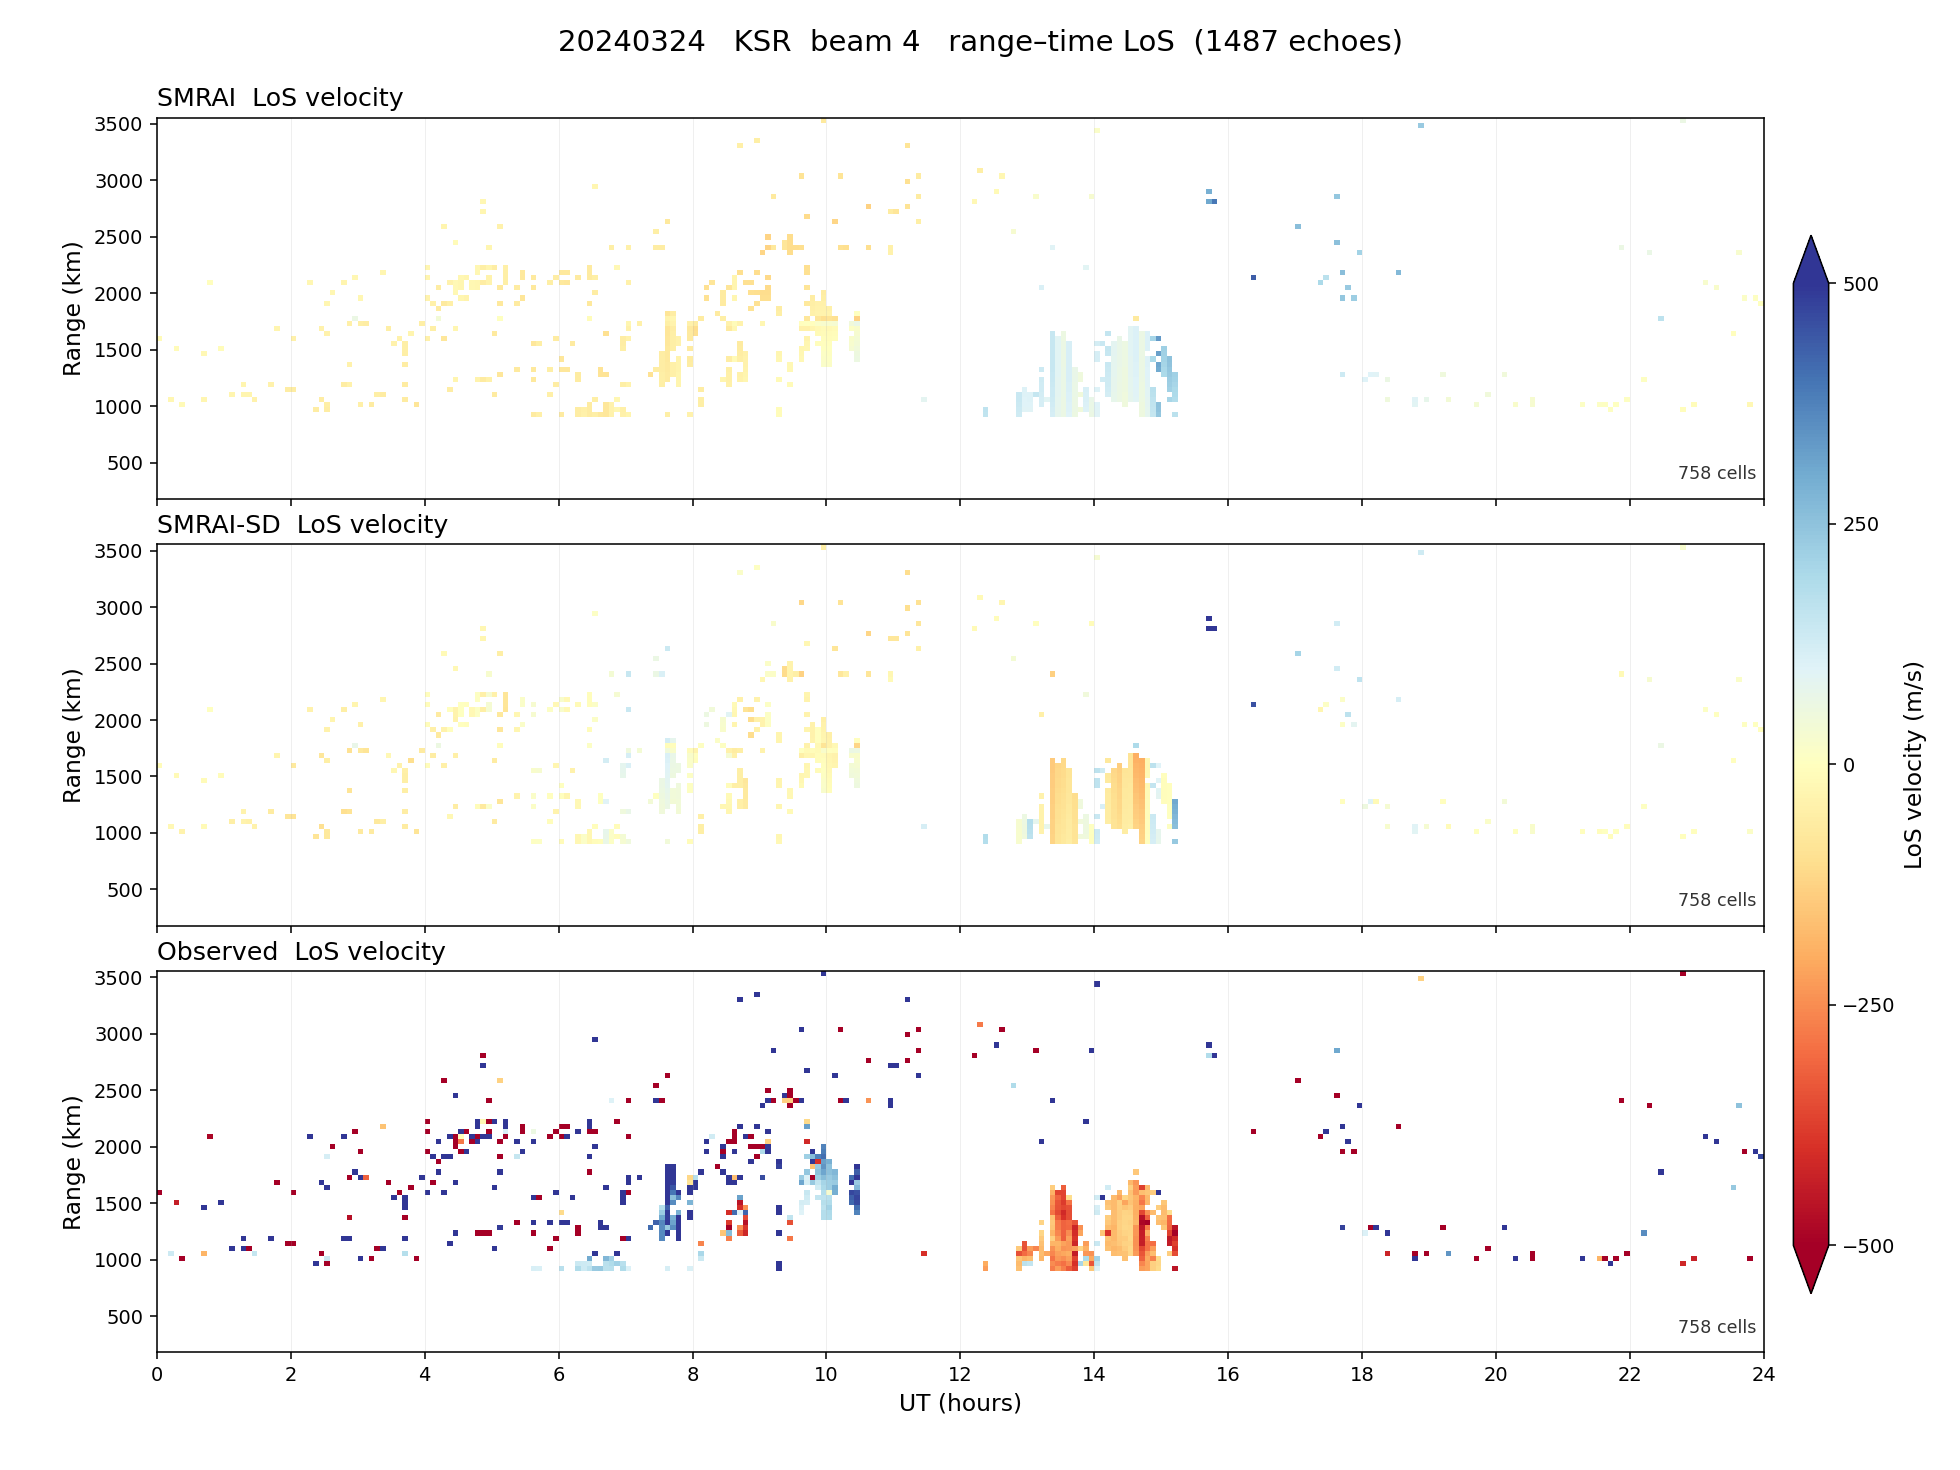 20240324   KSR  beam 4   range–time LoS  (1487 echoes)
SMRAI  LoS velocity
3500
3000
2500
2000
1500
1000
500
Range (km)
758 cells
SMRAI-SD  LoS velocity
3500
3000
2500
2000
1500
1000
500
Range (km)
758 cells
Observed  LoS velocity
3500
3000
2500
2000
1500
1000
500
Range (km)
758 cells
0 2 4 6 8 10 12 14 16 18 20 22 24
UT (hours)
500
250
0
−250
−500
LoS velocity (m/s)